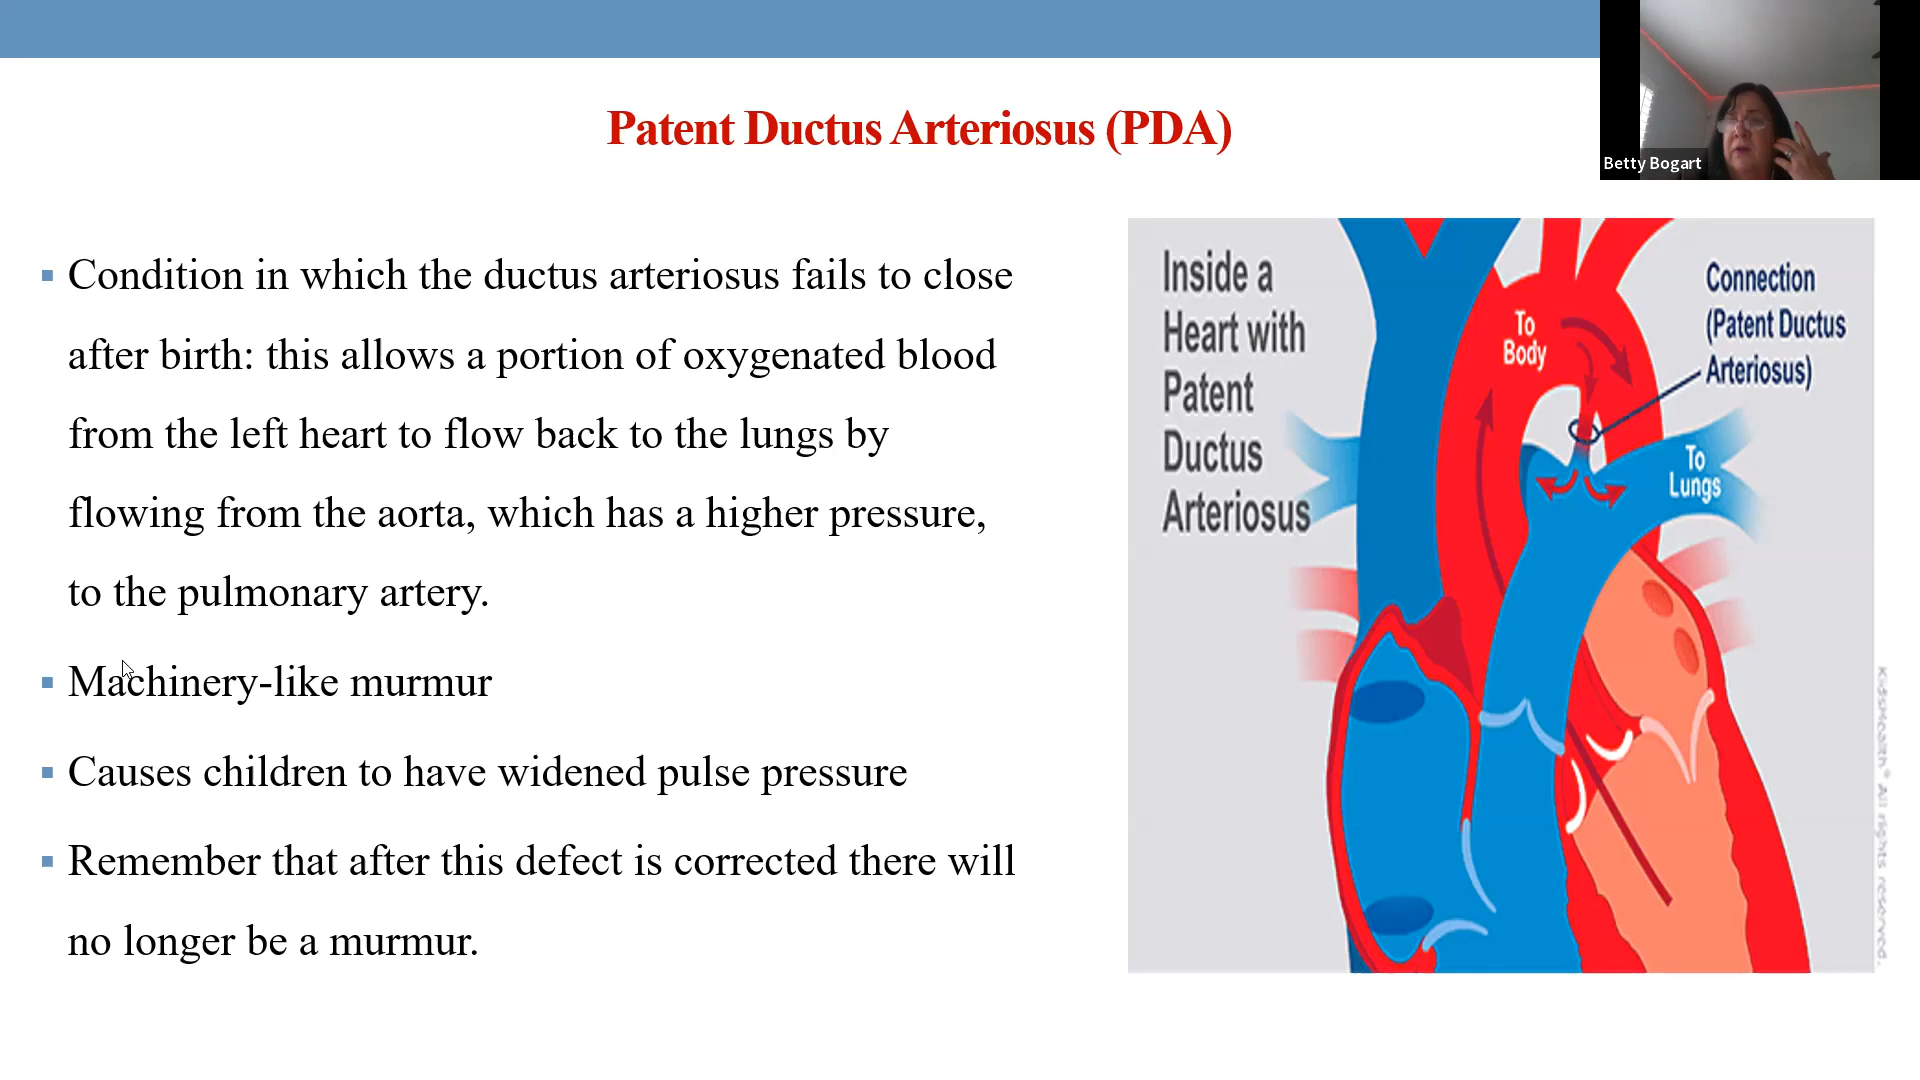 Patent Ductus Arteriosus (PDA)
Betty Bogart
▪ Condition in which the ductus arteriosus fails to close
after birth: this allows a portion of oxygenated blood
from the left heart to flow back to the lungs by
flowing from the aorta, which has a higher pressure,
to the pulmonary artery.
▪ Machinery-like murmur
▪ Causes children to have widened pulse pressure
▪ Remember that after this defect is corrected there will
no longer be a murmur.
Inside a
Heart with
Patent
Ductus
Arteriosus
To
Body
Connection
(Patent Ductus
Arteriosus)
To
Lungs
KidsHealth® All rights reserved.